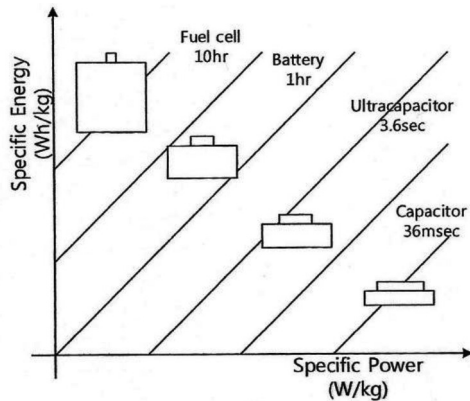 Specific Energy
(Wh/kg)
Fuel cell
10hr
Battery
1hr
Ultracapacitor
3.6sec
Capacitor
36msec
Specific Power
(W/kg)